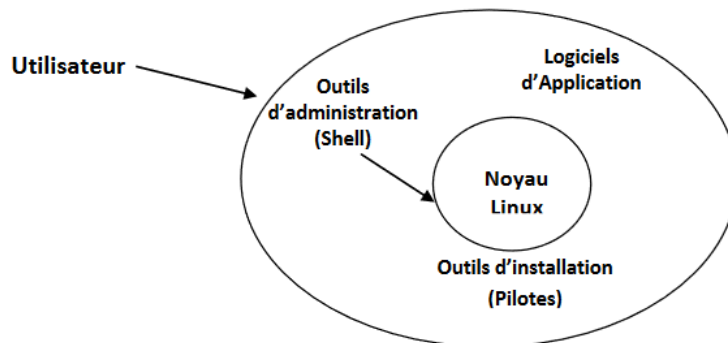 Utilisateur
Outils
d’administration
(Shell)
Logiciels
d’Application
Noyau
Linux
Outils d’installation
(Pilotes)